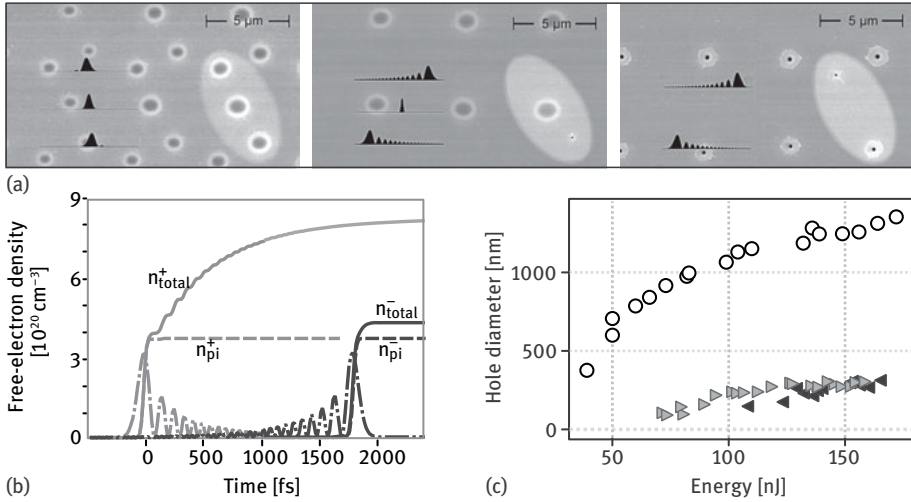 5 µm
5 µm
5 µm
(a)
9
6
3
0
Free-electron density
[10²⁰ cm⁻³]
n⁺total
n⁺pi
n⁻total
n⁻pi
0
500
1000
1500
2000
Time [fs]
(b)
1000
500
0
Hole diameter [nm]
50
100
150
Energy [nJ]
(c)